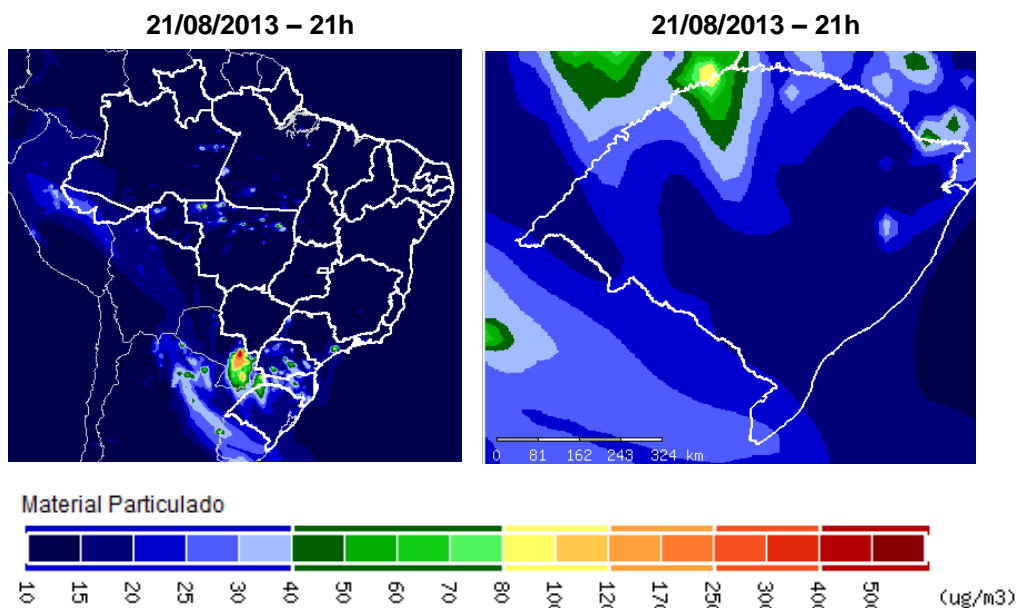 21/08/2013 – 21h
21/08/2013 – 21h
0 81 162 243 324 km
Material Particulado
10 15 20 25 30 40 50 60 70 80 100 120 170 250 300 400 500 (ug/m3)